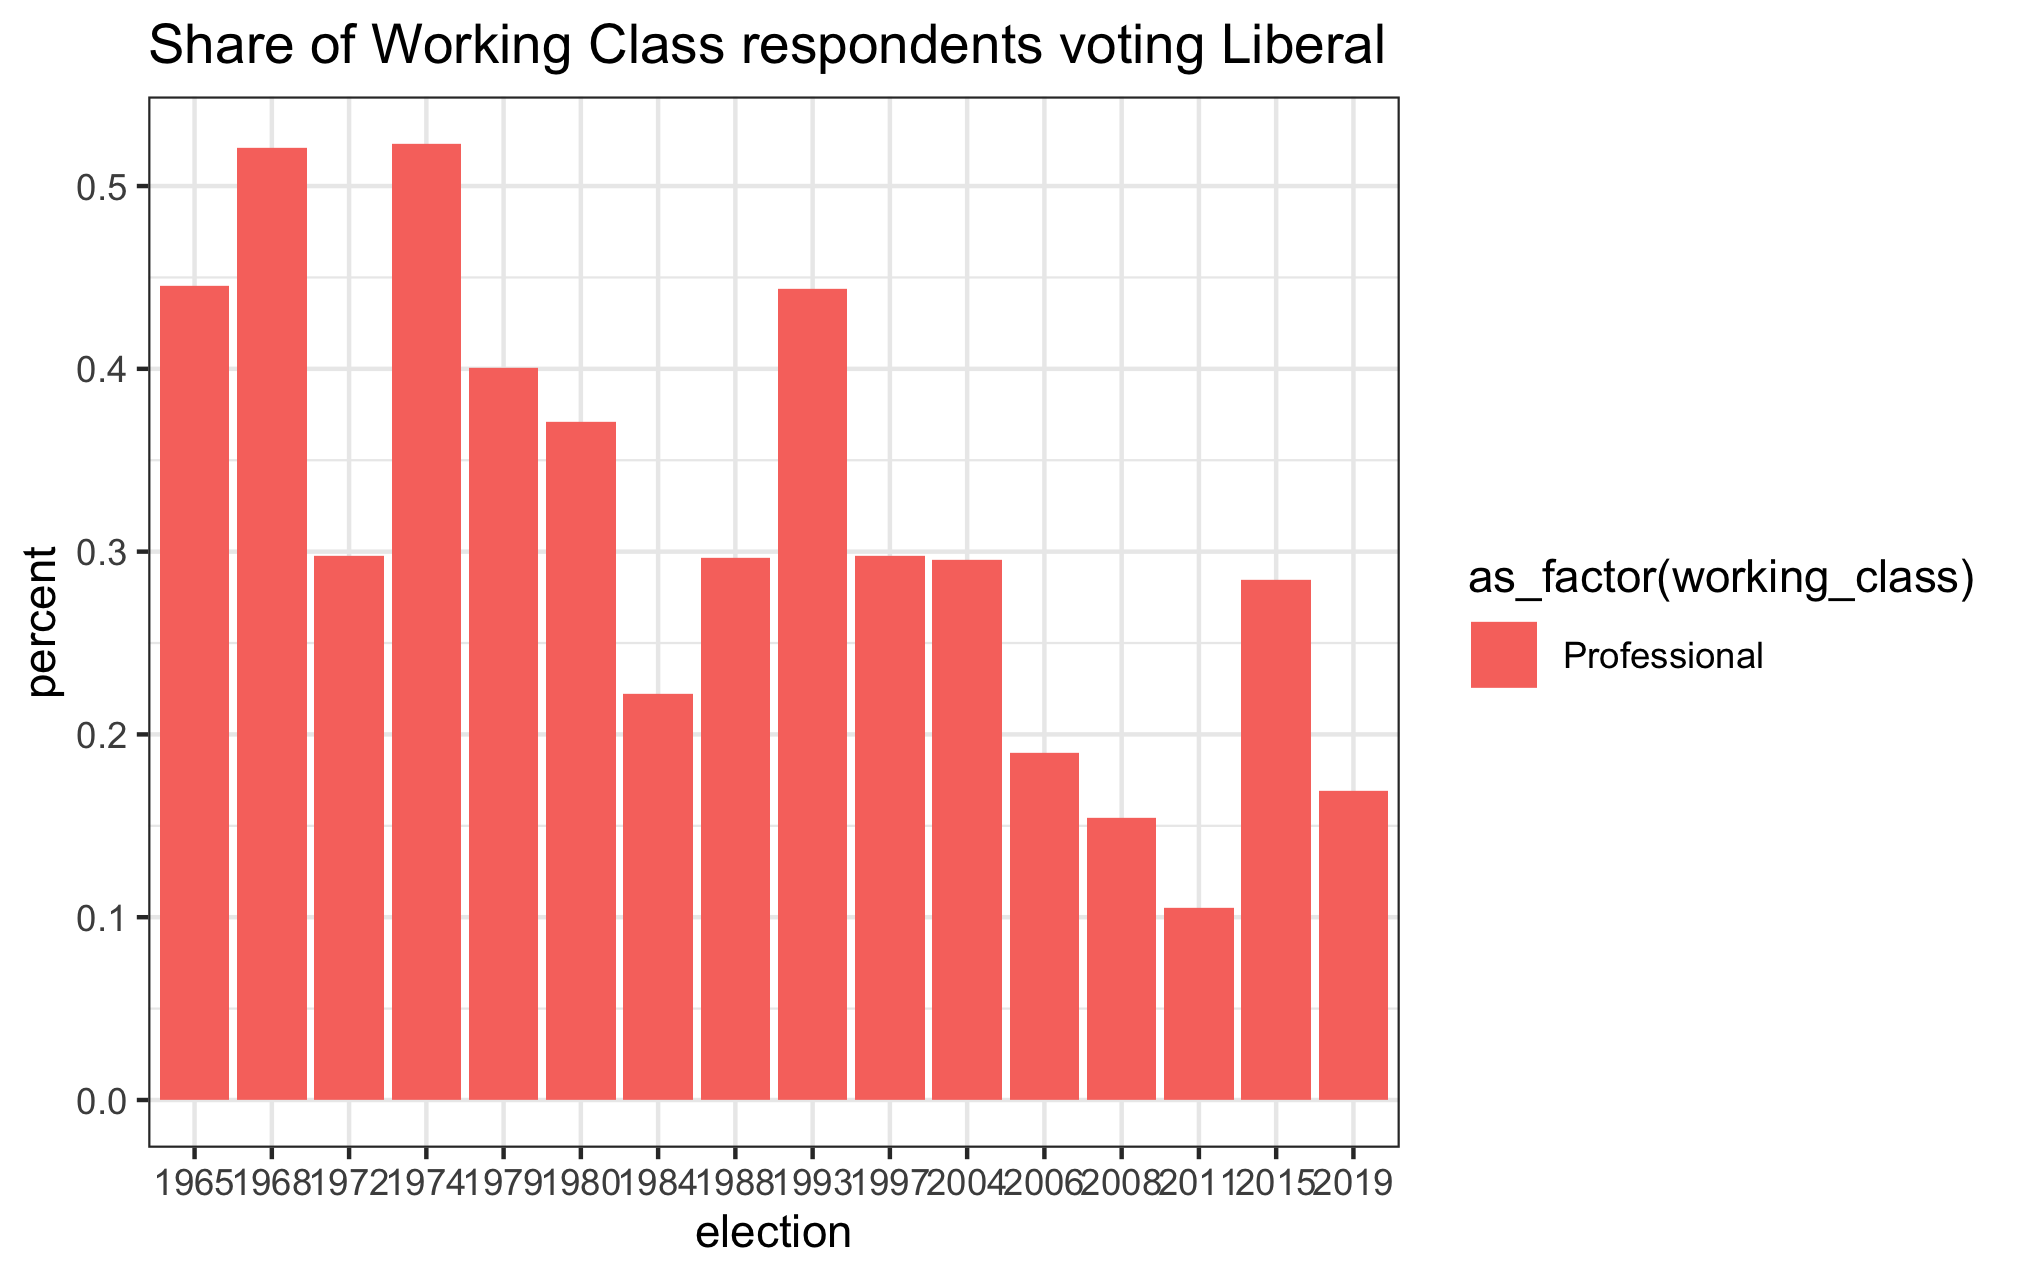 Share of Working Class respondents voting Liberal
percent
0.5
0.4
0.3
0.2
0.1
0.0
1965 1968 1972 1974 1979 1980 1984 1988 1993 1997 2004 2006 2008 2011 2015 2019
election
as_factor(working_class)
Professional